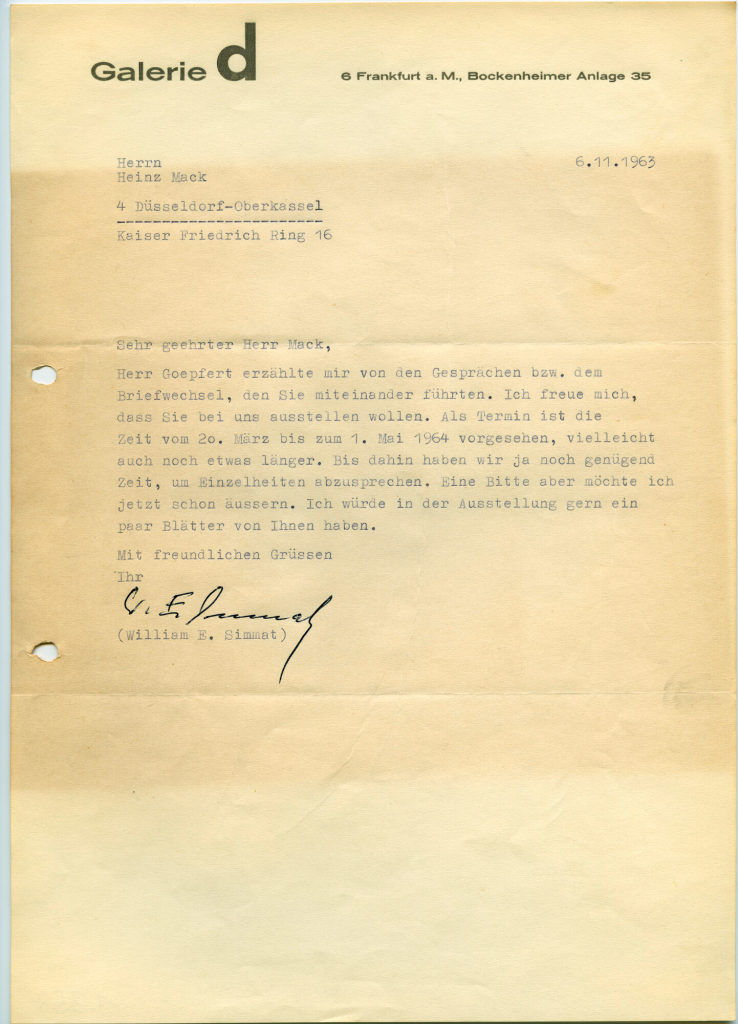 Galerie d
6 Frankfurt a. M., Bockenheimer Anlage 35
Herrn
6.11.1963
Heinz Mack
4 Düsseldorf-Oberkassel
Kaiser Friedrich Ring 16
Sehr geehrter Herr Mack,
Herr Goepfert erzählte mir von den Gesprächen bzw. dem
Briefwechsel, den Sie miteinander führten. Ich freue mich,
dass Sie bei uns ausstellen wollen. Als Termin ist die
Zeit vom 2o. März bis zum 1. Mai 1964 vorgesehen, vielleicht
auch noch etwas länger. Bis dahin haben wir ja noch genügend
Zeit, um Einzelheiten abzusprechen. Eine Bitte aber möchte ich
jetzt schon äussern. Ich würde in der Ausstellung gern ein
paar Blätter von Ihnen haben.
Mit freundlichen Grüssen
Ihr
W. E. Simmat
(William E. Simmat)